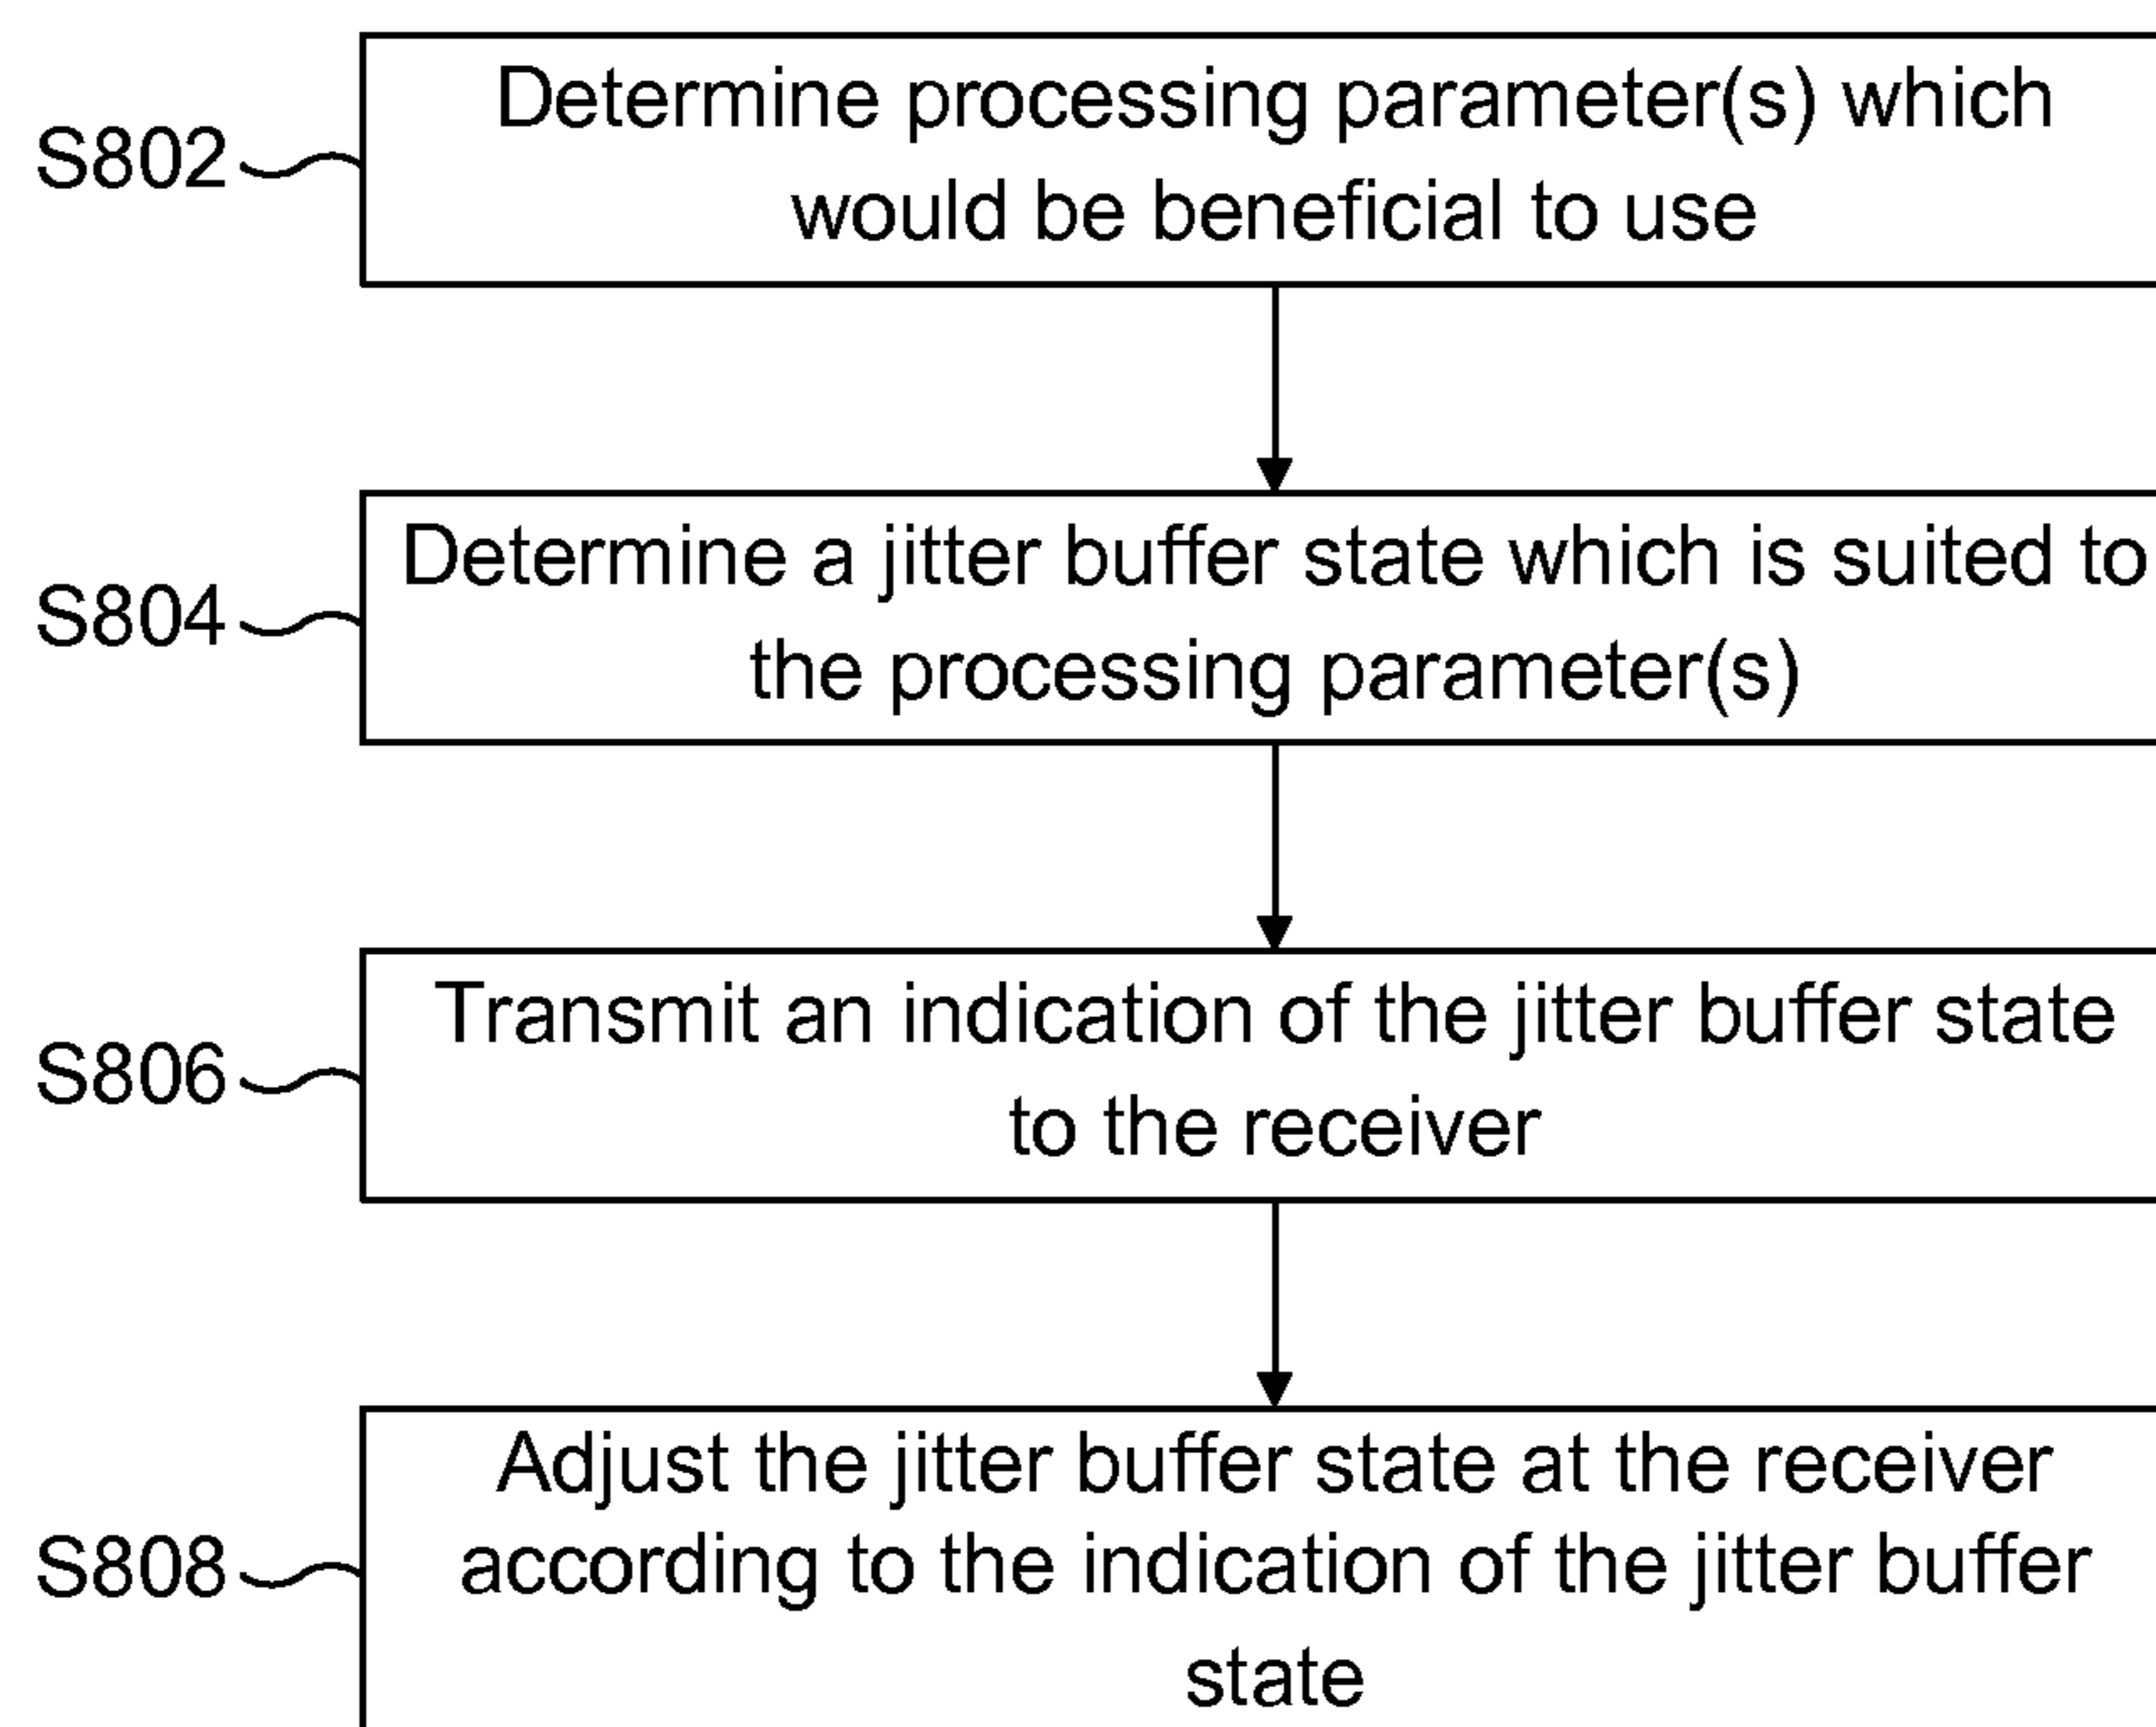 Determine processing parameter(s) which
S802
would be beneficial to use
Determine a jitter buffer state which is suited to
S804
the processing parameter(s)
Transmit an indication of the jitter buffer state
S806
to the receiver
Adjust the jitter buffer state at the receiver
S808
according to the indication of the jitter buffer
state